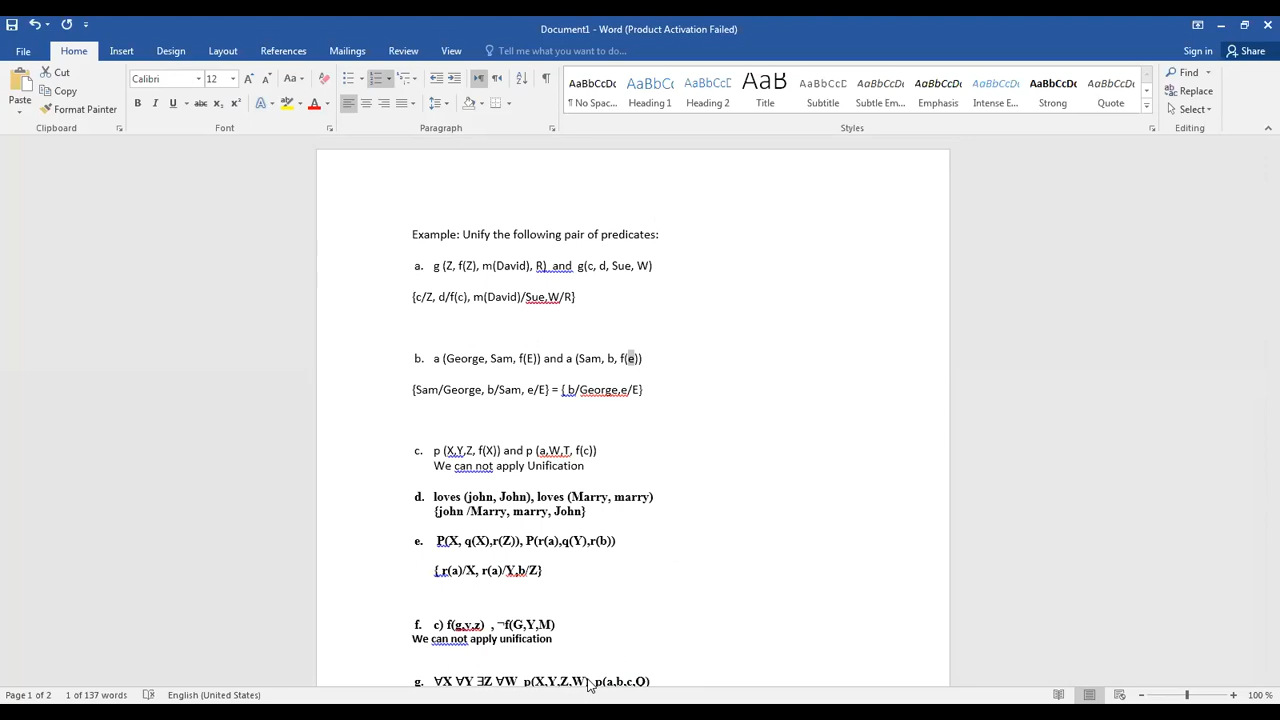 Document1 - Word (Product Activation Failed)
File Home Insert Design Layout References Mailings Review View Tell me what you want to do... Sign in Share
Paste Cut Copy Format Painter Clipboard
Calibri 12 Font
Paragraph
AaBbCcDc AaBbCc AaBbCcD AaB AaBbCcD AaBbCcDc AaBbCcDc AaBbCcDc AaBbCcDc AaBbCcDc
¶ No Spac... Heading 1 Heading 2 Title Subtitle Subtle Em... Emphasis Intense E... Strong Quote
Styles
Find Replace Select Editing
Example: Unify the following pair of predicates:
a. g (Z, f(Z), m(David), R) and g(c, d, Sue, W)
{c/Z, d/f(c), m(David)/Sue,W/R}
b. a (George, Sam, f(E)) and a (Sam, b, f(e))
{Sam/George, b/Sam, e/E} = { b/George,e/E}
c. p (X,Y,Z, f(X)) and p (a,W,T, f(c))
We can not apply Unification
d. loves (john, John), loves (Marry, marry)
{john /Marry, marry, John}
e. P(X, q(X),r(Z)), P(r(a),q(Y),r(b))
{ r(a)/X, r(a)/Y,b/Z}
f. c) f(g,y,z) , ¬f(G,Y,M)
We can not apply unification
g. ∀X ∀Y ∃Z ∀W p(X,Y,Z,W) p(a,b,c,Q)
Page 1 of 2 1 of 137 words English (United States) 100 %